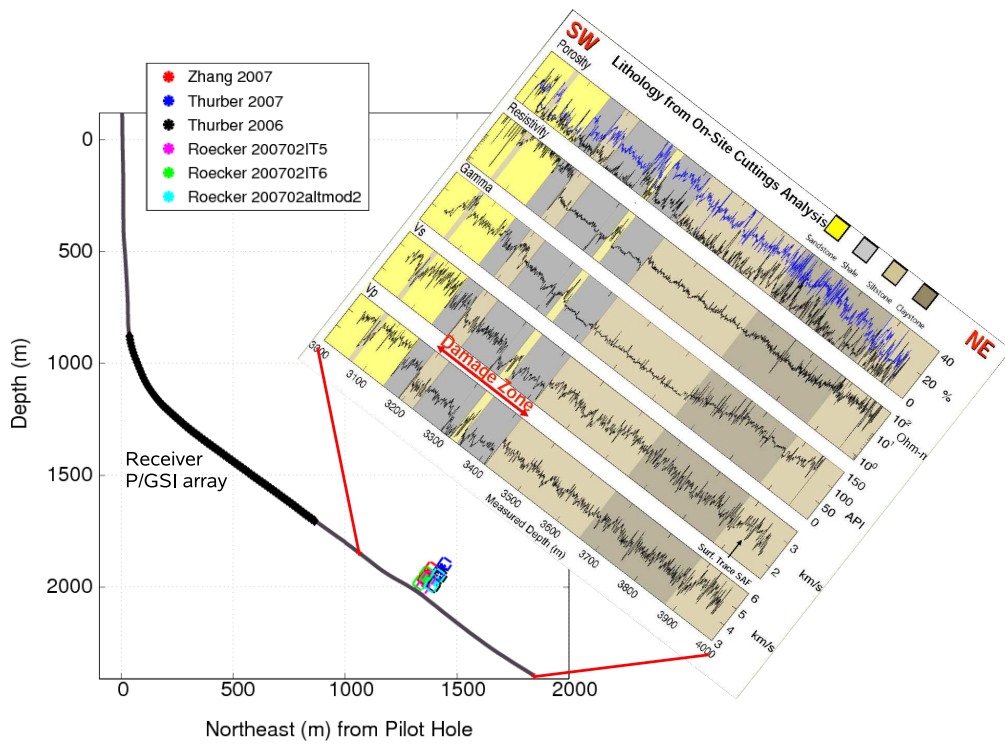 Zhang 2007
Thurber 2007
Thurber 2006
Roecker 200702IT5
Roecker 200702IT6
Roecker 200702altmod2
0
500
1000
1500
2000
Depth (m)
0
500
1000
1500
2000
Northeast (m) from Pilot Hole
Receiver
P/GSI array
SW
Lithology from On-Site Cuttings Analysis
Sandstone
Shale
Siltstone
Claystone
NE
Porosity
Resistivity
Gamma
Vs
Vp
Damage Zone
Surf. Trace SAF
40
20
0
%
10²
10¹
10⁰
Ohm-m
150
100
50
0
API
3
2
km/s
6
5
4
3
km/s
3000
3100
3200
3300
3400
3500
3600
3700
3800
3900
4000
Measured Depth (m)